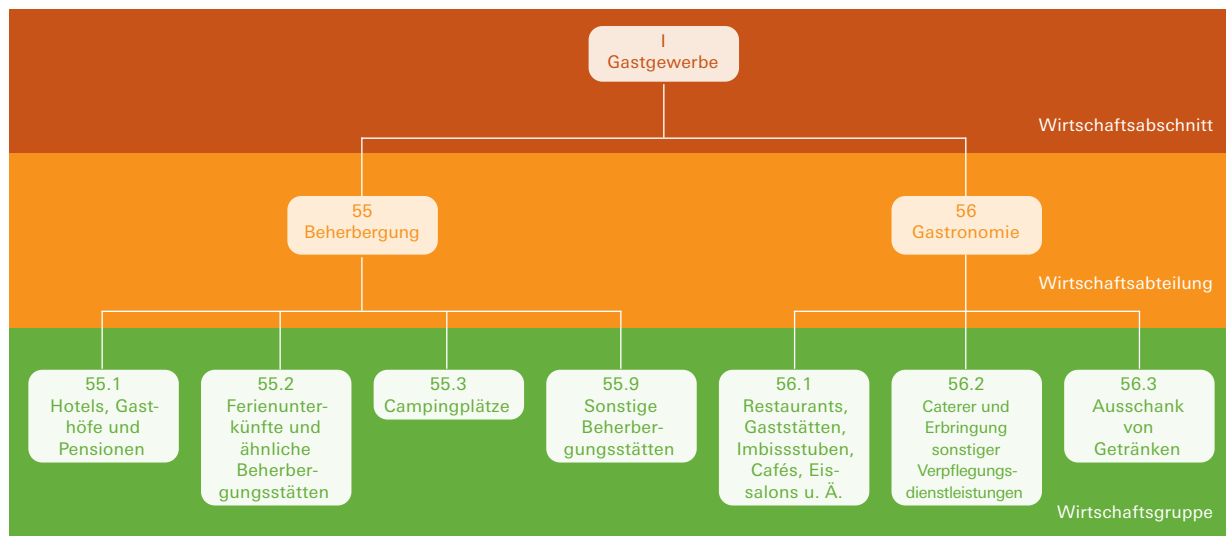 I
Gastgewerbe
Wirtschaftsabschnitt
55
Beherbergung
56
Gastronomie
Wirtschaftsabteilung
55.1
Hotels, Gast-
höfe und
Pensionen
55.2
Ferienunter-
künfte und
ähnliche
Beherber-
gungsstätten
55.3
Campingplätze
55.9
Sonstige
Beherber-
gungsstätten
56.1
Restaurants,
Gaststätten,
Imbissstuben,
Cafés, Eis-
salons u. Ä.
56.2
Caterer und
Erbringung
sonstiger
Verpflegungs-
dienstleistungen
56.3
Ausschank
von
Getränken
Wirtschaftsgruppe